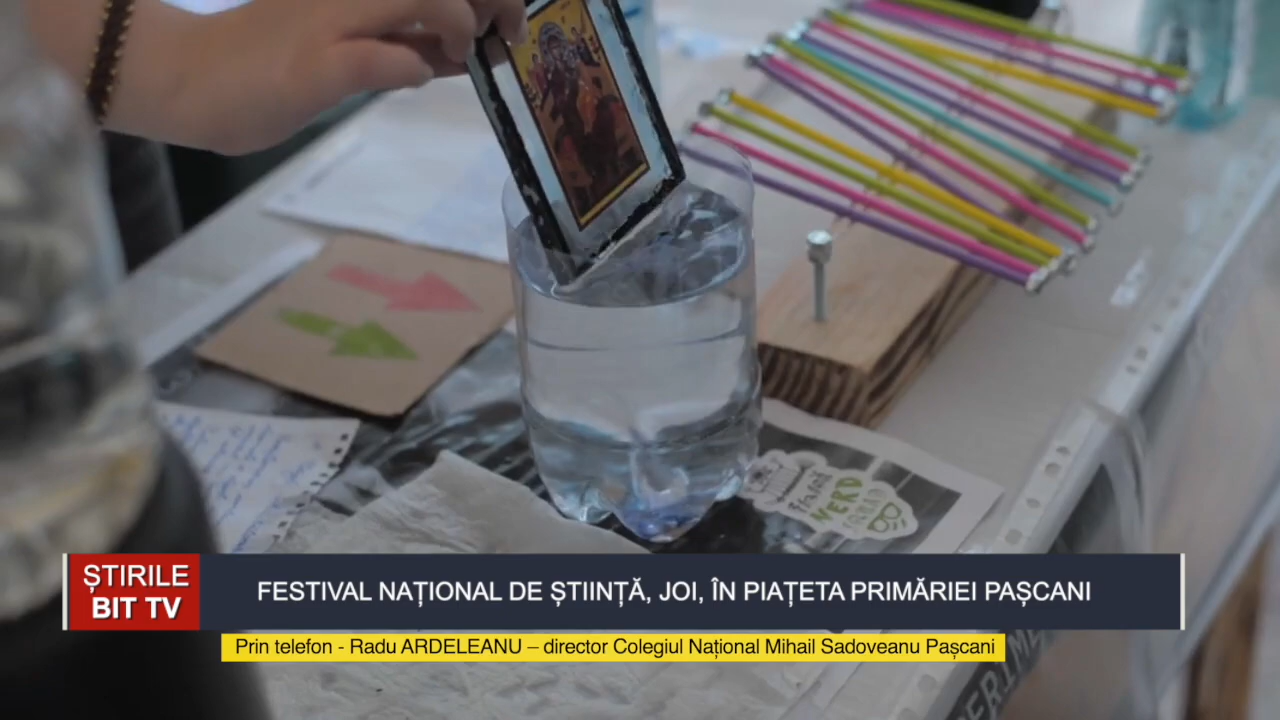 NERD
ȘTIRILE
BIT TV
FESTIVAL NAȚIONAL DE ȘTIINȚĂ, JOI, ÎN PIAȚETA PRIMĂRIEI PAȘCANI
Prin telefon - Radu ARDELEANU – director Colegiul Național Mihail Sadoveanu Pașcani